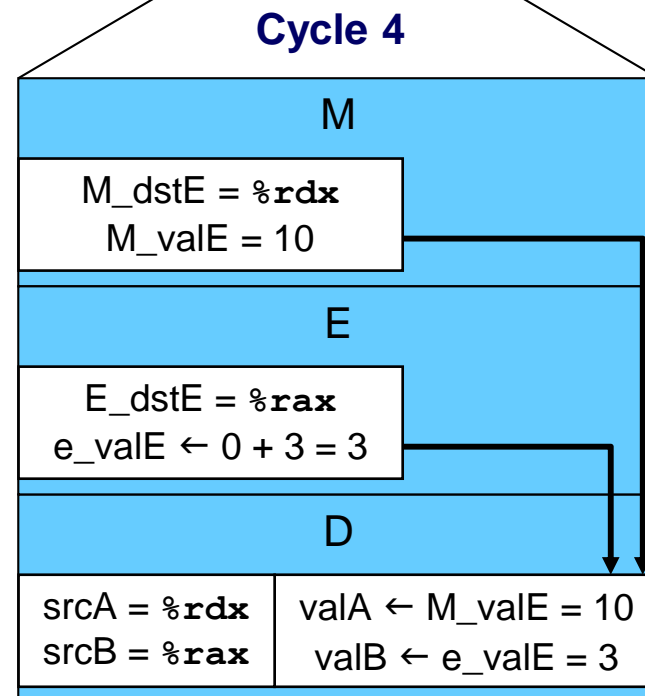 Cycle 4
M
M_dstE = %rdx
M_valE = 10
E
E_dstE = %rax
e_valE ← 0 + 3 = 3
D
srcA = %rdx
srcB = %rax
valA ← M_valE = 10
valB ← e_valE = 3